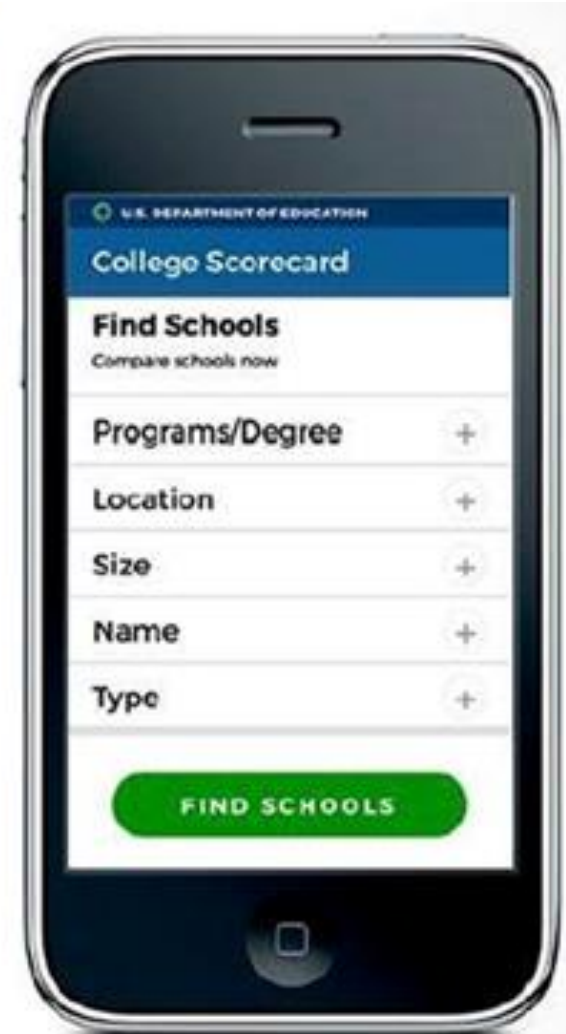 U.S. DEPARTMENT OF EDUCATION
College Scorecard
Find Schools
Compare schools now
Programs/Degree +
Location +
Size +
Name +
Type +
FIND SCHOOLS